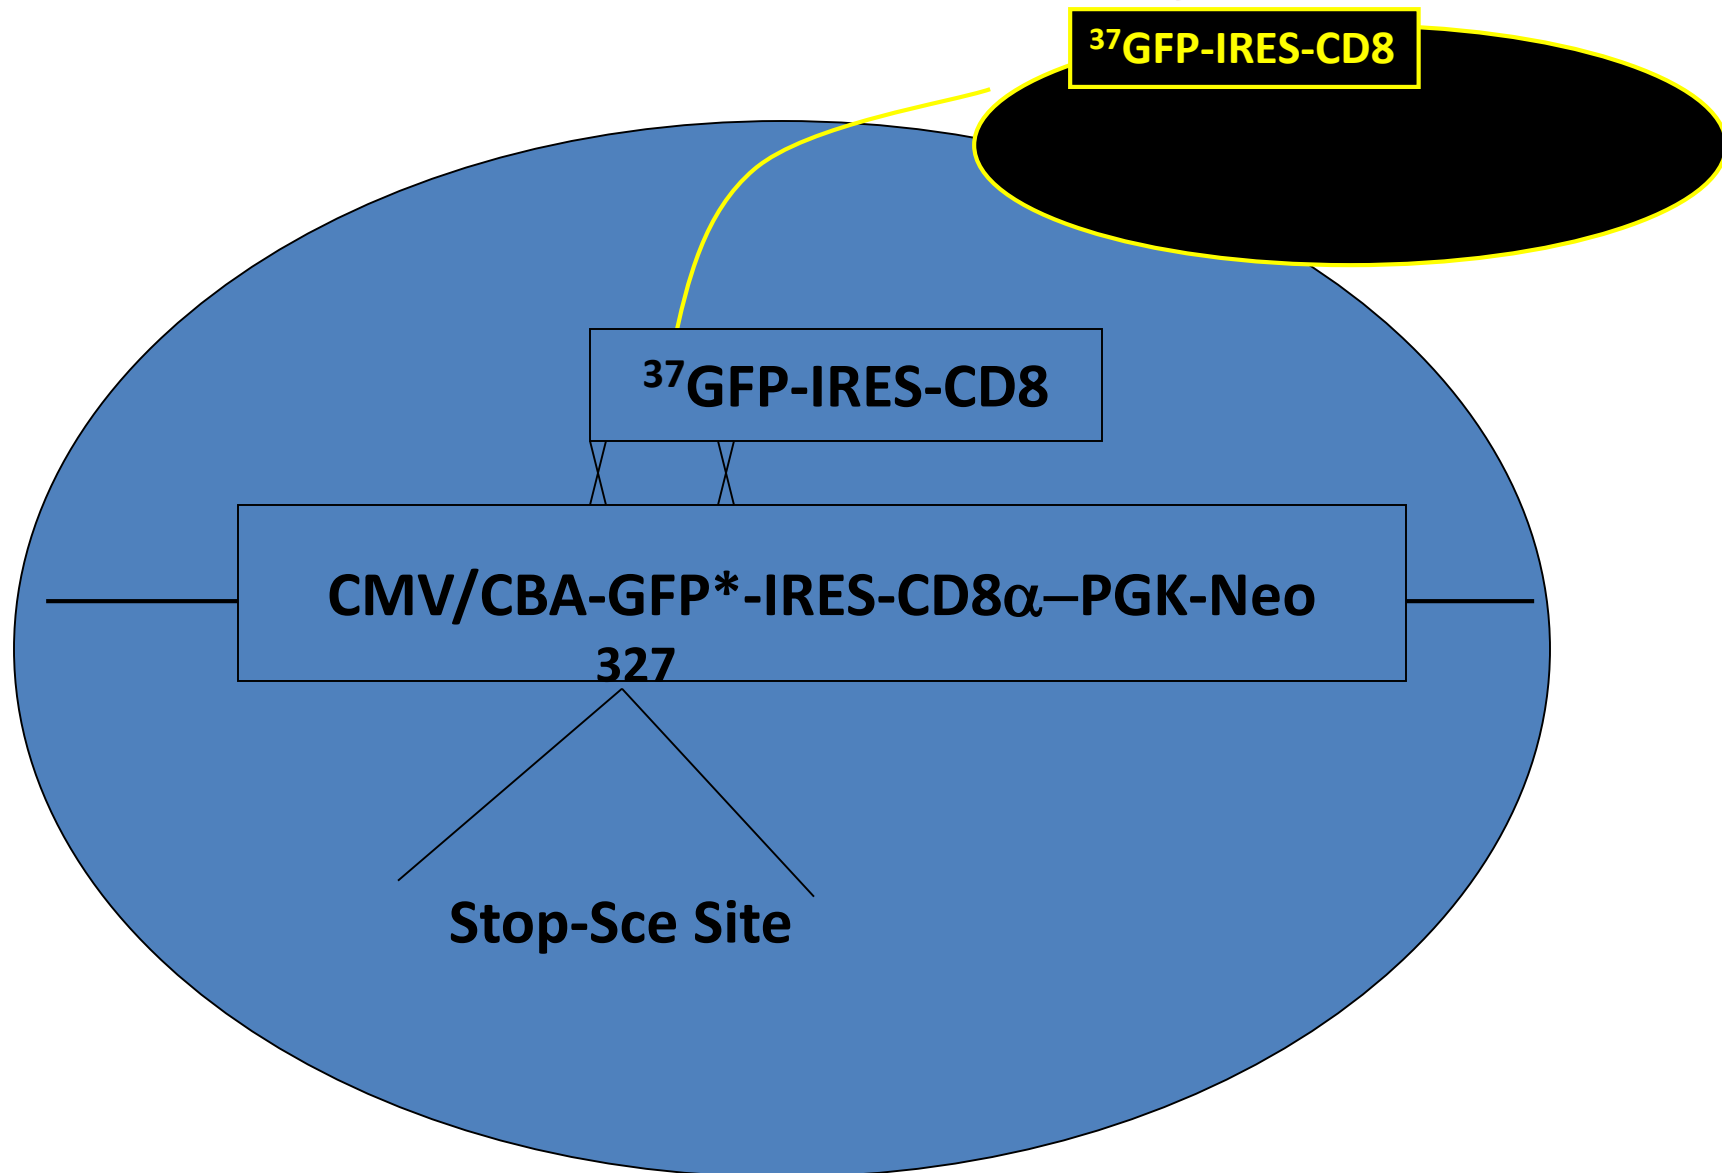 ³⁷GFP-IRES-CD8
³⁷GFP-IRES-CD8
CMV/CBA-GFP*-IRES-CD8α–PGK-Neo
327
Stop-Sce Site